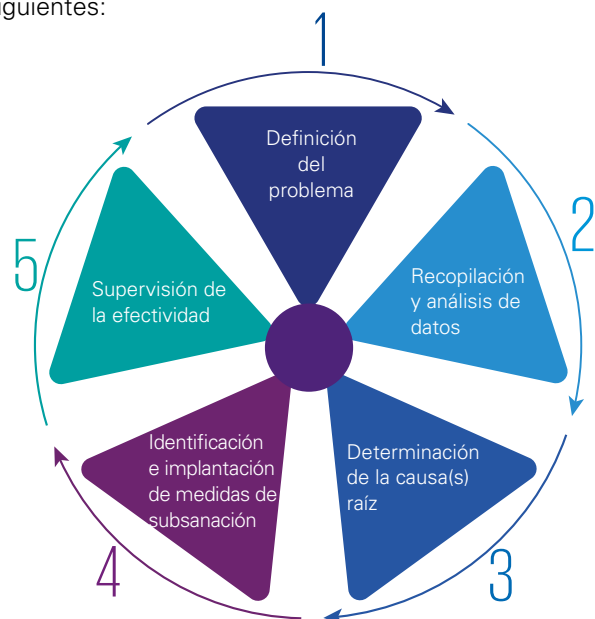 siguientes:
1
Definición
del
problema
2
Recopilación
y análisis de
datos
3
Determinación
de la causa(s)
raíz
4
Identificación
e implantación
de medidas de
subsanación
5
Supervisión de
la efectividad